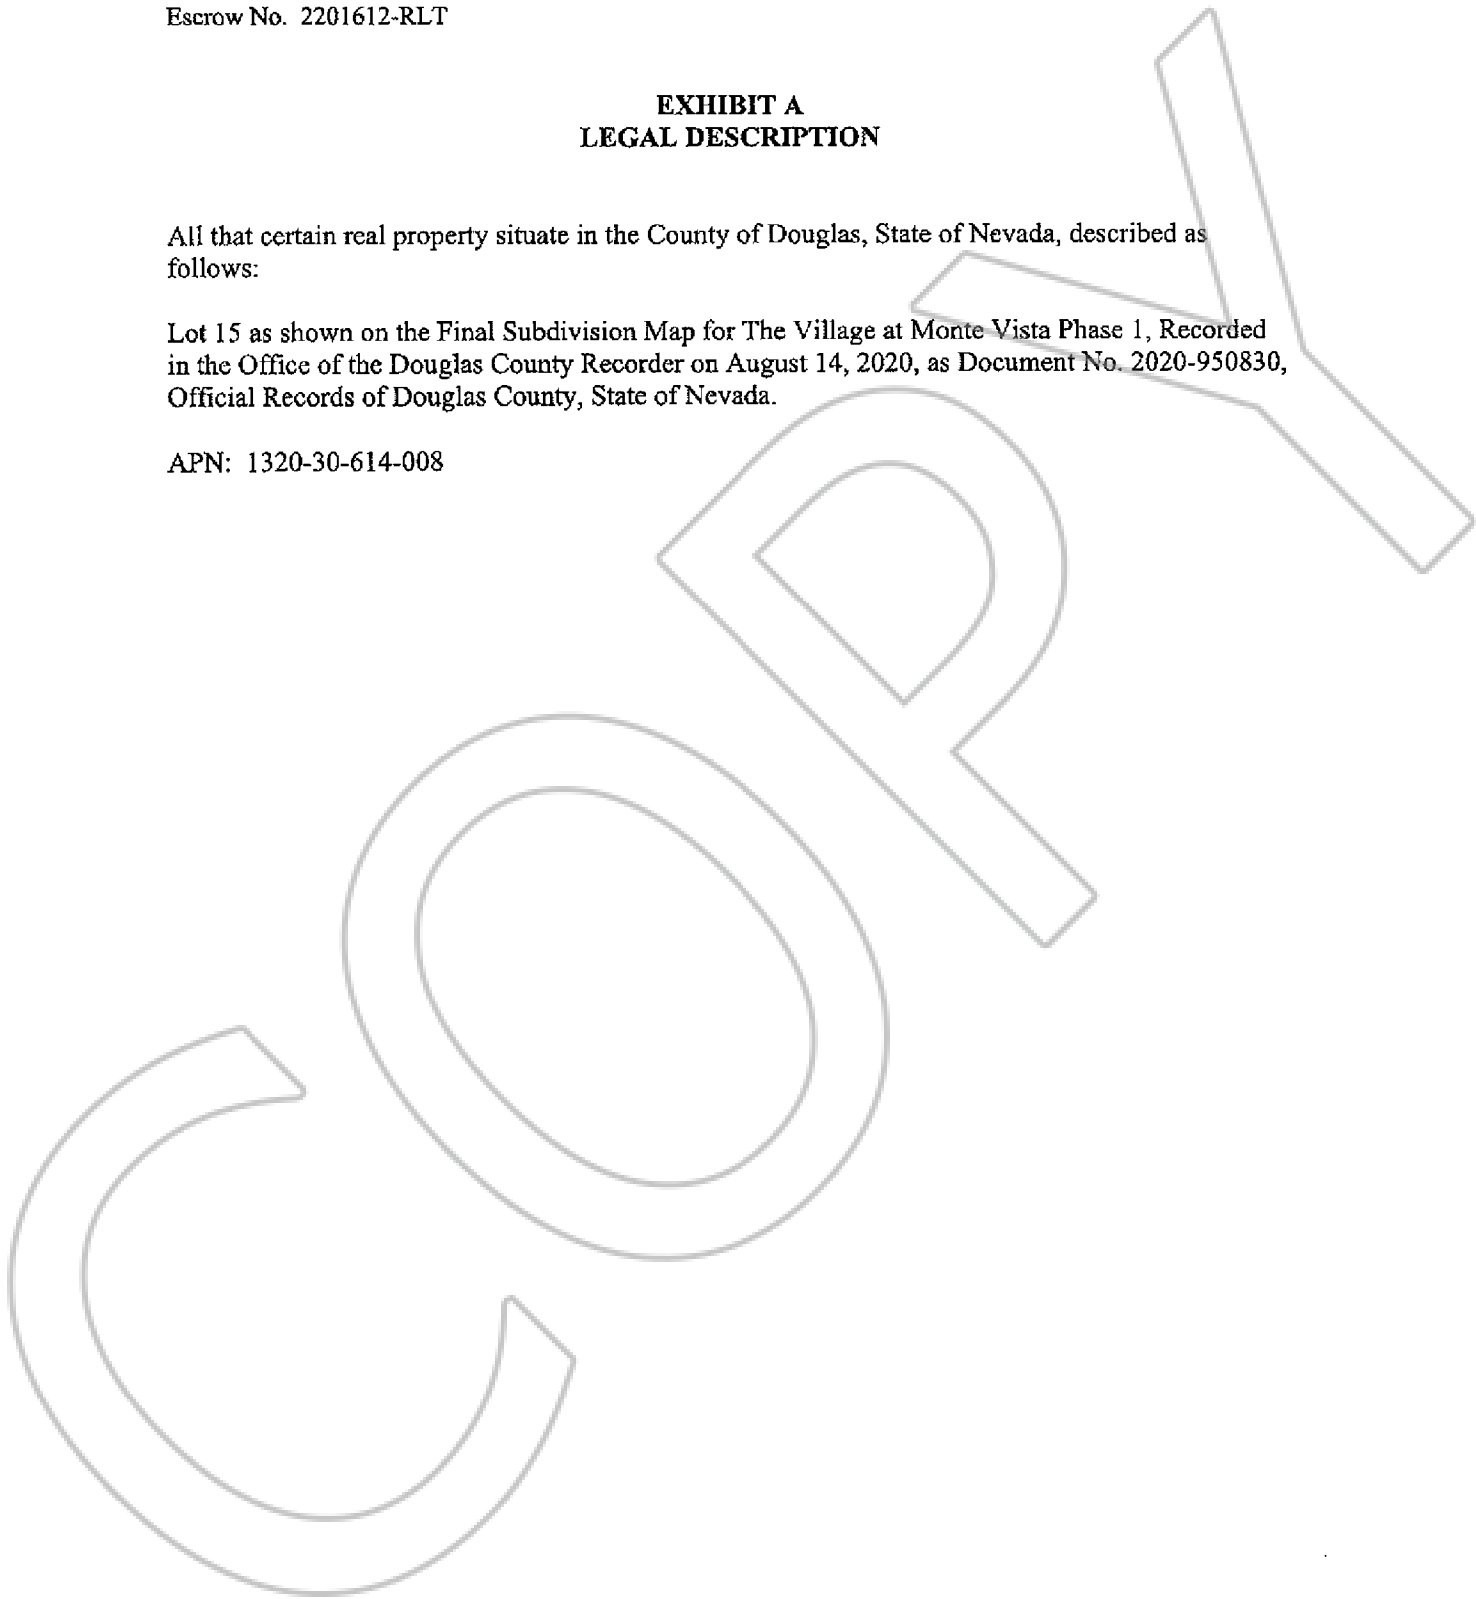 Escrow No. 2201612-RLT
EXHIBIT A
LEGAL DESCRIPTION
All that certain real property situate in the County of Douglas, State of Nevada, described as
follows:
Lot 15 as shown on the Final Subdivision Map for The Village at Monte Vista Phase 1, Recorded
in the Office of the Douglas County Recorder on August 14, 2020, as Document No. 2020-950830,
Official Records of Douglas County, State of Nevada.
APN: 1320-30-614-008
COPY